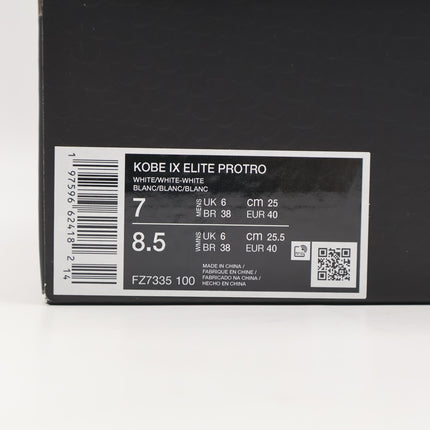 KOBE IX ELITE PROTRO
WHITE/WHITE-WHITE
BLANC/BLANC/BLANC
7 MENS UK 6 cm 25
BR 38 EUR 40
8.5 WMNS UK 6 cm 25.5
BR 38 EUR 40
FZ7335 100
MADE IN CHINA /
FABRIQUÉ EN CHINE /
FABRICADO NA CHINA /
HECHO EN CHINA
1 97596 62418 2 14